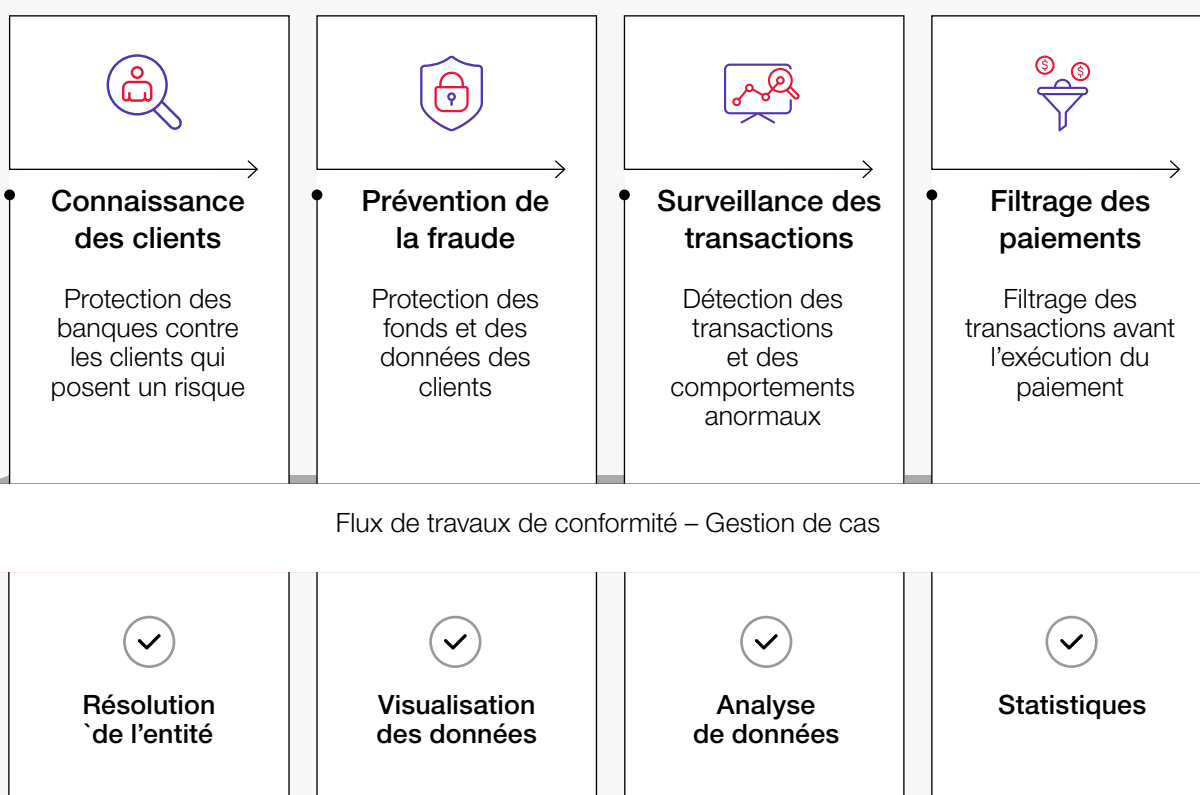 Connaissance
des clients
Protection des
banques contre
les clients qui
posent un risque
Prévention de
la fraude
Protection des
fonds et des
données des
clients
Surveillance des
transactions
Détection des
transactions
et des
comportements
anormaux
Filtrage des
paiements
Filtrage des
transactions avant
l’exécution du
paiement
Flux de travaux de conformité – Gestion de cas
Résolution
`de l’entité
Visualisation
des données
Analyse
de données
Statistiques